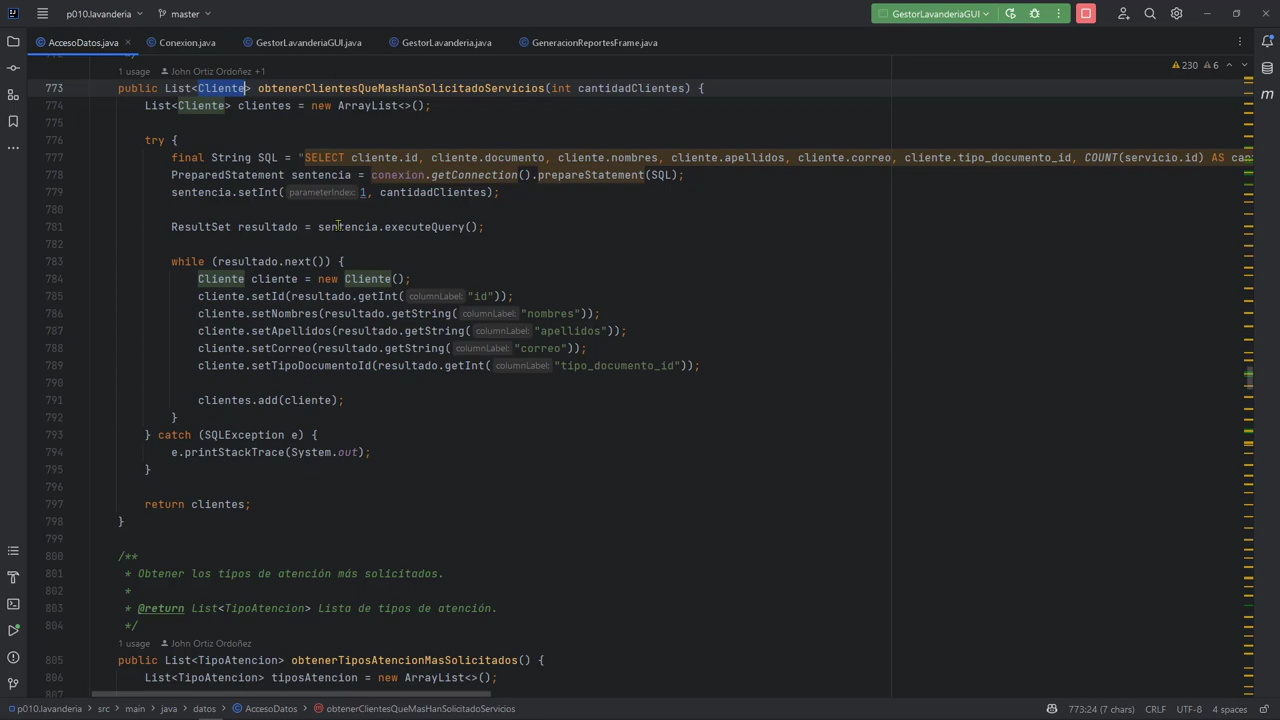 p010.lavanderia
master
GestorLavanderiaGUI
AccesoDatos.java
Conexion.java
GestorLavanderiaGUI.java
GestorLavanderia.java
GeneracionReportesFrame.java
1 usage John Ortiz Ordoñez +1
230 6
773 public List<Cliente> obtenerClientesQueMasHanSolicitadoServicios(int cantidadClientes) {
774 List<Cliente> clientes = new ArrayList<>();
775
776 try {
777 final String SQL = "SELECT cliente.id, cliente.documento, cliente.nombres, cliente.apellidos, cliente.correo, cliente.tipo_documento_id, COUNT(servicio.id) AS can
778 PreparedStatement sentencia = conexion.getConnection().prepareStatement(SQL);
779 sentencia.setInt( parameterIndex: 1, cantidadClientes);
780
781 ResultSet resultado = sentencia.executeQuery();
782
783 while (resultado.next()) {
784 Cliente cliente = new Cliente();
785 cliente.setId(resultado.getInt( columnLabel: "id"));
786 cliente.setNombres(resultado.getString( columnLabel: "nombres"));
787 cliente.setApellidos(resultado.getString( columnLabel: "apellidos"));
788 cliente.setCorreo(resultado.getString( columnLabel: "correo"));
789 cliente.setTipoDocumentoId(resultado.getInt( columnLabel: "tipo_documento_id"));
790
791 clientes.add(cliente);
792 }
793 } catch (SQLException e) {
794 e.printStackTrace(System.out);
795 }
796
797 return clientes;
798 }
799
800 /**
801 * Obtener los tipos de atención más solicitados.
802 *
803 * @return List<TipoAtencion> Lista de tipos de atención.
804 */
1 usage John Ortiz Ordoñez
805 public List<TipoAtencion> obtenerTiposAtencionMasSolicitados() {
806 List<TipoAtencion> tiposAtencion = new ArrayList<>();
807
p010.lavanderia > src > main > java > datos > AccesoDatos > obtenerClientesQueMasHanSolicitadoServicios
773:24 (7 chars) CRLF UTF-8 4 spaces